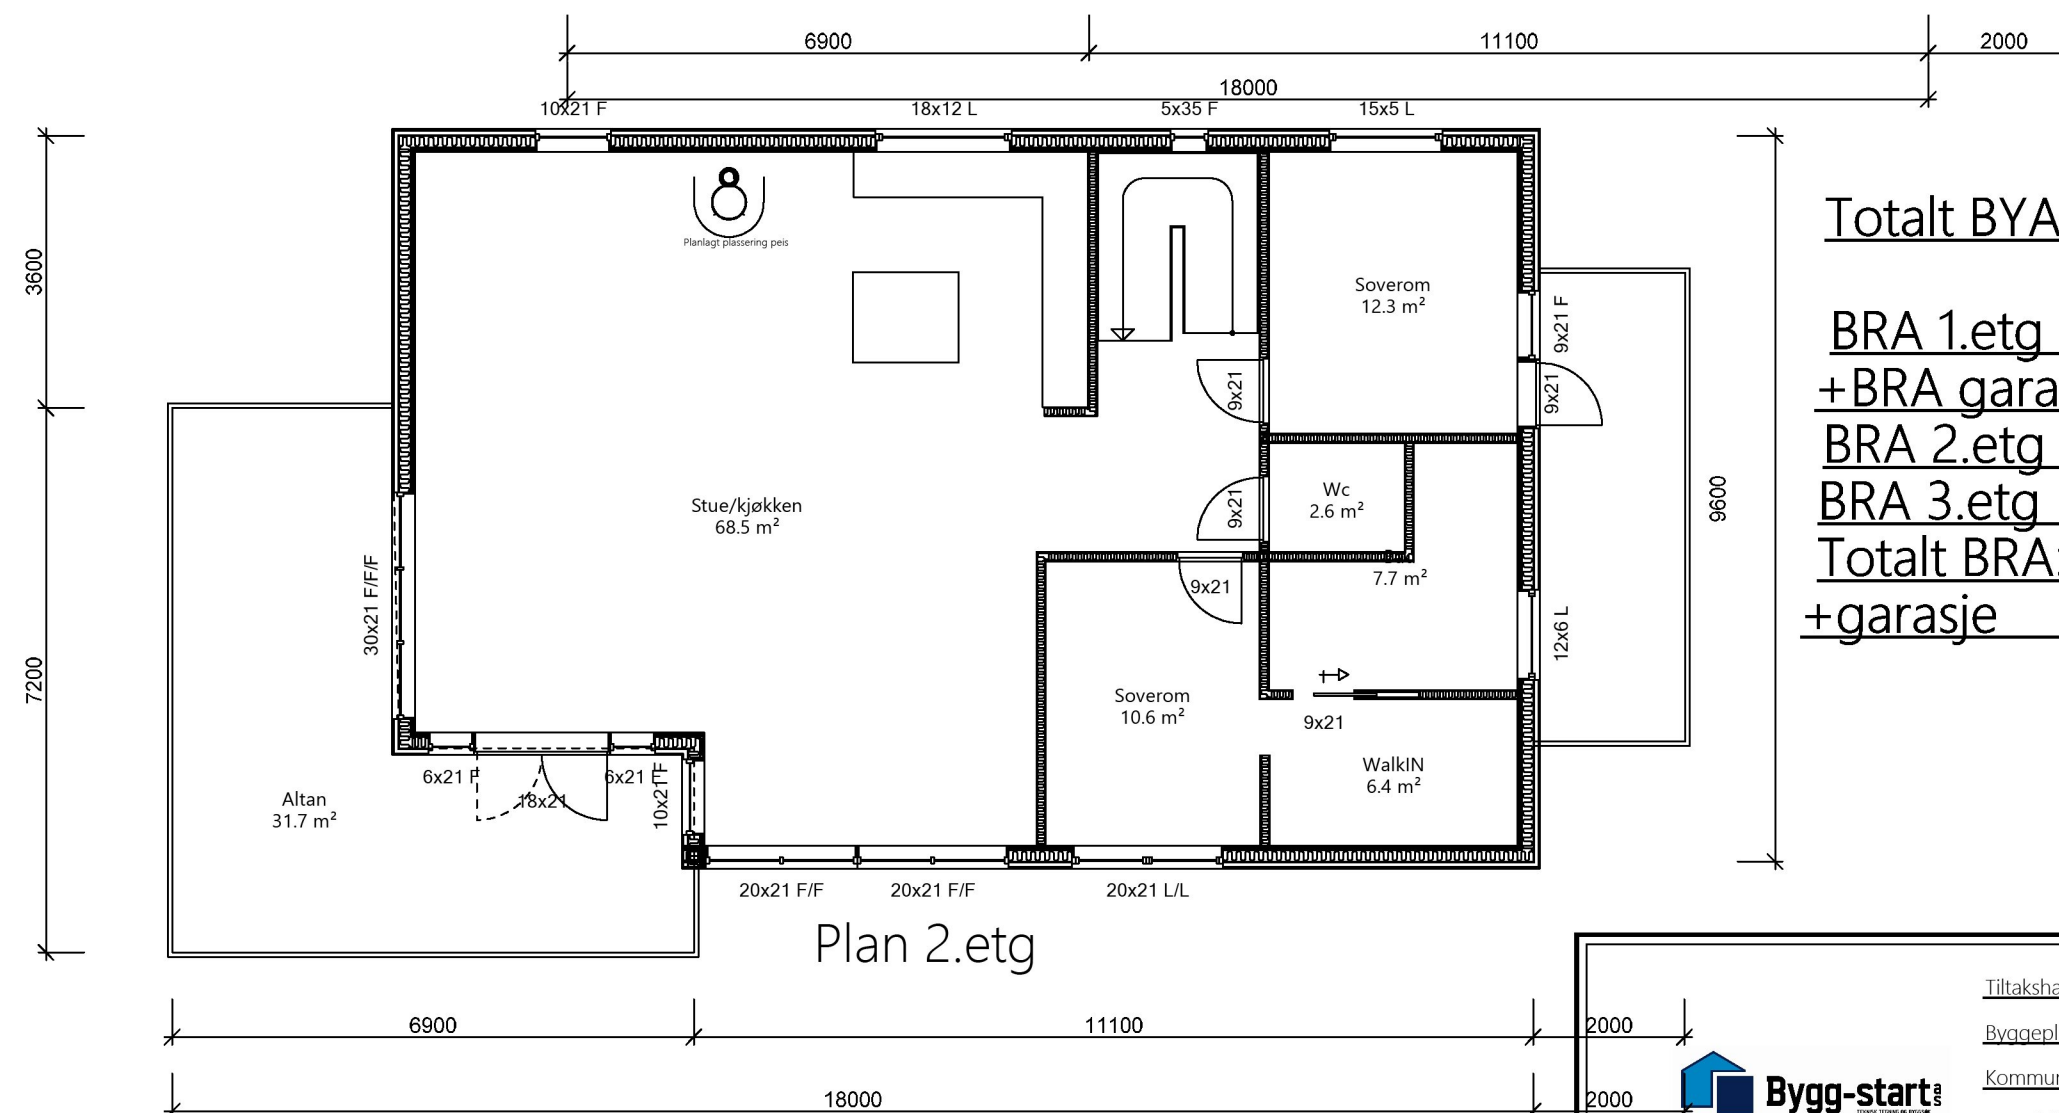 6900
11100
2000
18000
10x21 F
18x12 L
5x35 F
15x5 L
3600
Planlagt plassering peis
Soverom
12.3 m²
9x21 F
9x21
9x21
Totalt BYA
BRA 1.etg
+BRA gara
BRA 2.etg
BRA 3.etg
Totalt BRA:
+garasje
9600
Stue/kjøkken
68.5 m²
9x21
Wc
2.6 m²
7.7 m²
9x21
30x21 F/F/F
12x6 L
7200
Soverom
10.6 m²
9x21
WalkIN
6.4 m²
6x21 F
18x21
6x21 F
10x21 F
Altan
31.7 m²
20x21 F/F
20x21 F/F
20x21 L/L
Plan 2.etg
6900
11100
2000
18000
2000
Tiltaksha
Byggepl
Kommun
Bygg-start